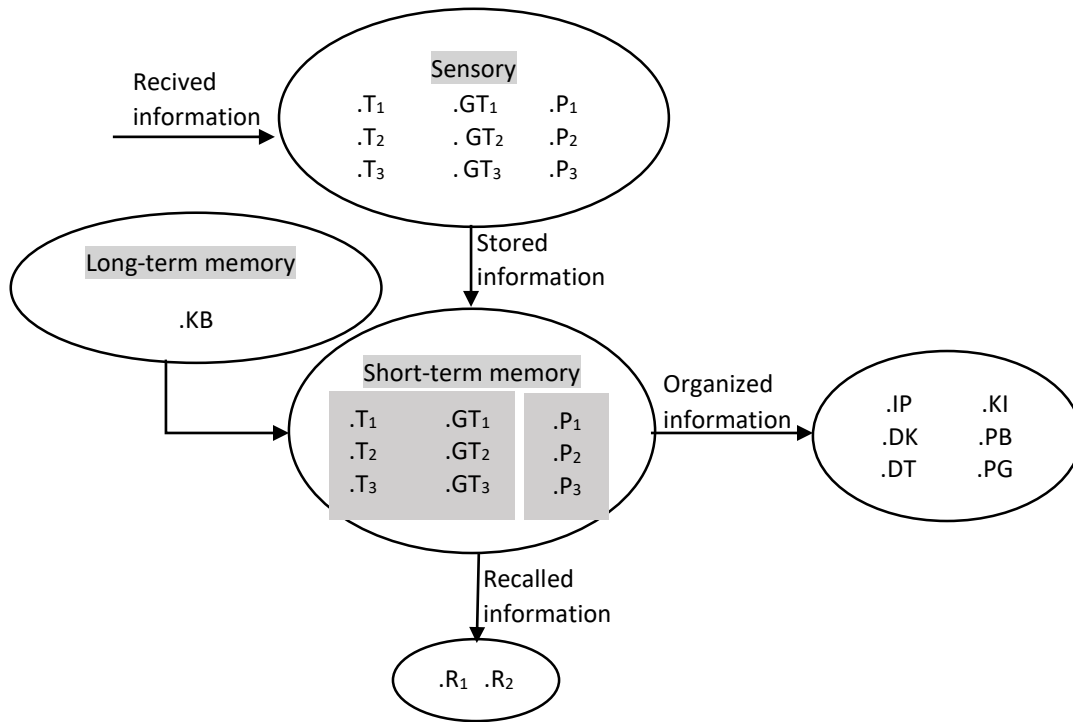 Sensory
Recived
information
.T₁ .GT₁ .P₁
.T₂ . GT₂ .P₂
.T₃ . GT₃ .P₃
Stored
information
Long-term memory
.KB
Short-term memory
.T₁ .GT₁ .P₁
.T₂ .GT₂ .P₂
.T₃ .GT₃ .P₃
Organized
information
.IP .KI
.DK .PB
.DT .PG
Recalled
information
.R₁ .R₂